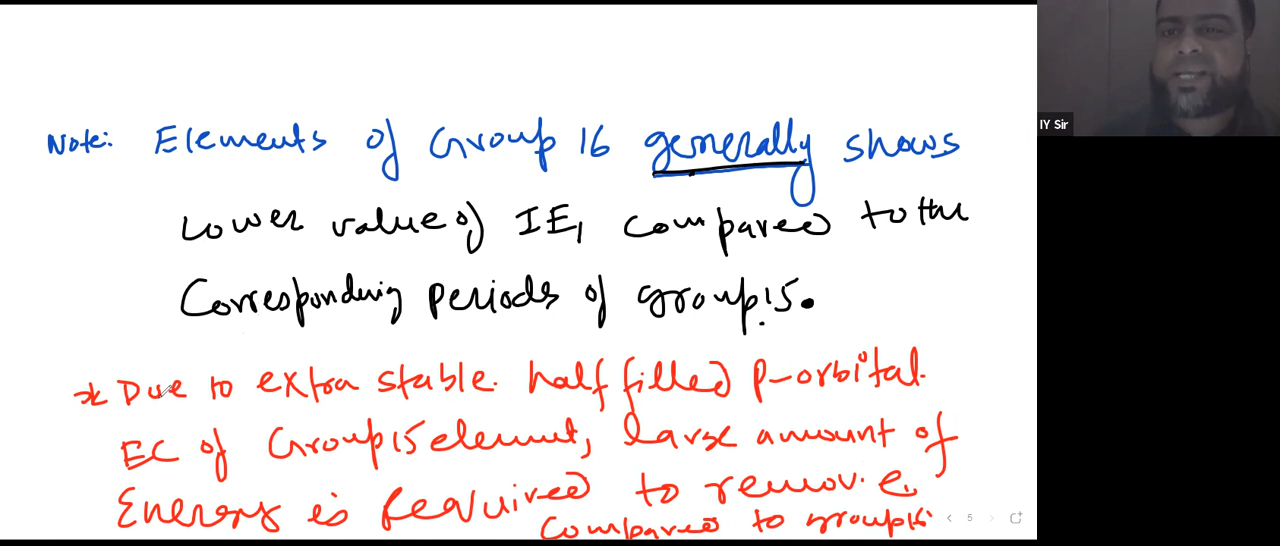 Note: Elements of Group 16 generally shows
Lower value of IE1 compared to the
Corresponding periods of group 15.
* Due to extra stable half filled p-orbital
EC of Group 15 element, large amount of
Energy is required to remov. e.
Compared to group 16
IY Sir
5